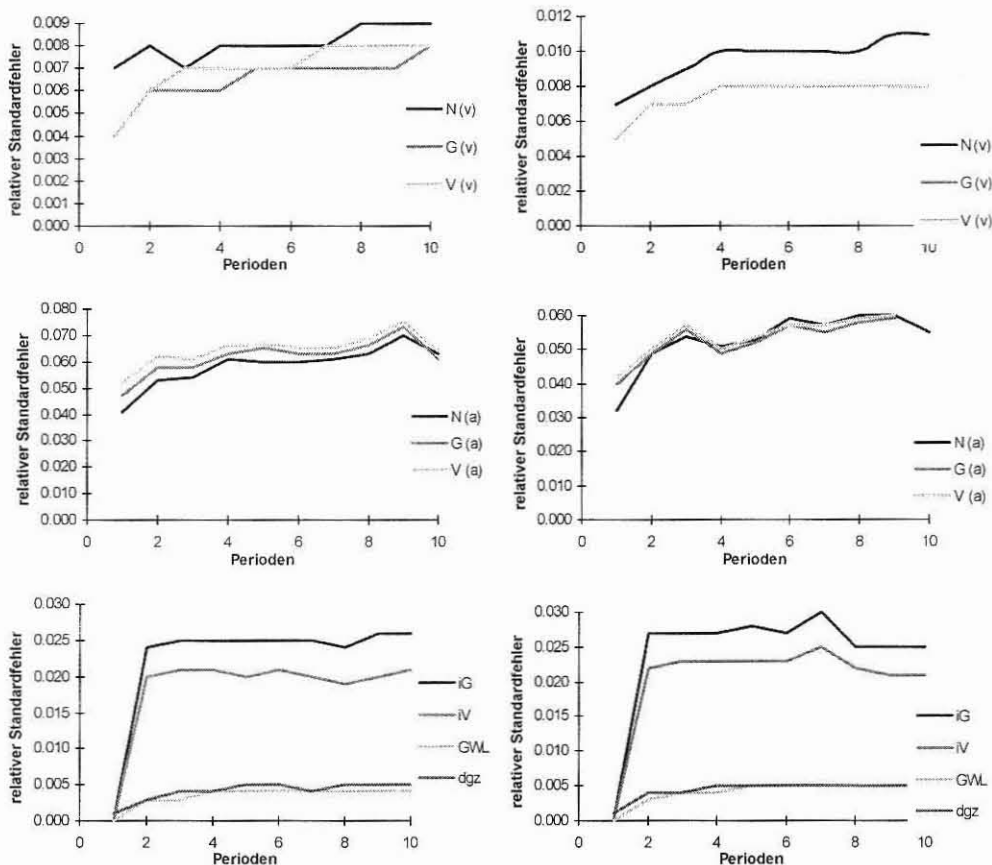 relativer Standardfehler
0.009
0.008
0.007
0.006
0.005
0.004
0.003
0.002
0.001
0.000
N (v)
G (v)
V (v)
0 2 4 6 8 10
Perioden
relativer Standardfehler
0.012
0.010
0.008
0.006
0.004
0.002
0.000
N (v)
G (v)
V (v)
0 2 4 6 8 10
Perioden
relativer Standardfehler
0.080
0.070
0.060
0.050
0.040
0.030
0.020
0.010
0.000
N (a)
G (a)
V (a)
0 2 4 6 8 10
Perioden
relativer Standardfehler
0.060
0.050
0.040
0.030
0.020
0.010
0.000
N (a)
G (a)
V (a)
0 2 4 6 8 10
Perioden
relativer Standardfehler
0.030
0.025
0.020
0.015
0.010
0.005
0.000
iG
iV
GWL
dgz
0 2 4 6 8 10
Perioden
relativer Standardfehler
0.030
0.025
0.020
0.015
0.010
0.005
0.000
iG
iV
GWL
dgz
0 2 4 6 8 10
Perioden